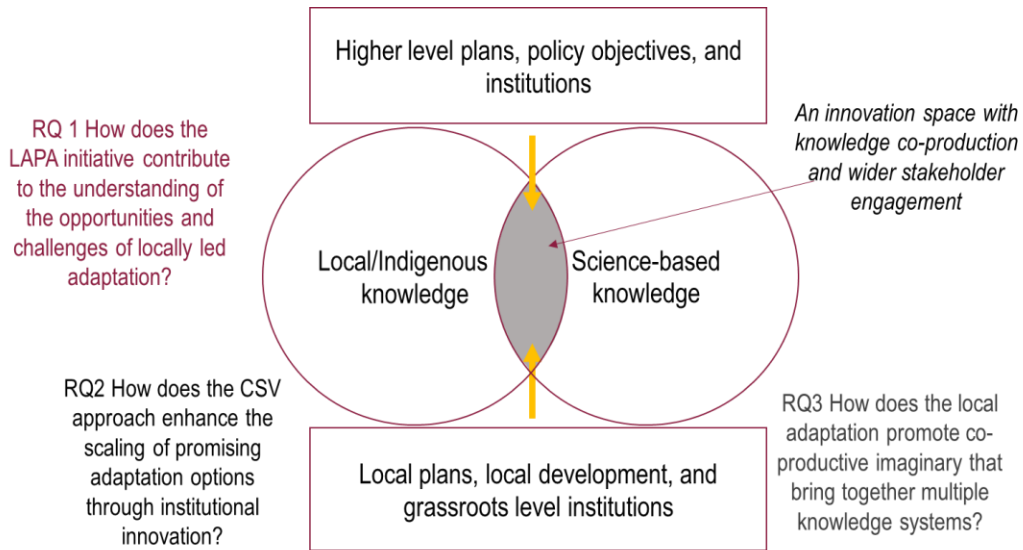 Higher level plans, policy objectives, and
institutions
RQ 1 How does the
LAPA initiative contribute
to the understanding of
the opportunities and
challenges of locally led
adaptation?
An innovation space with
knowledge co-production
and wider stakeholder
engagement
Local/Indigenous
knowledge
Science-based
knowledge
RQ2 How does the CSV
approach enhance the
scaling of promising
adaptation options
through institutional
innovation?
Local plans, local development, and
grassroots level institutions
RQ3 How does the local
adaptation promote co-
productive imaginary that
bring together multiple
knowledge systems?